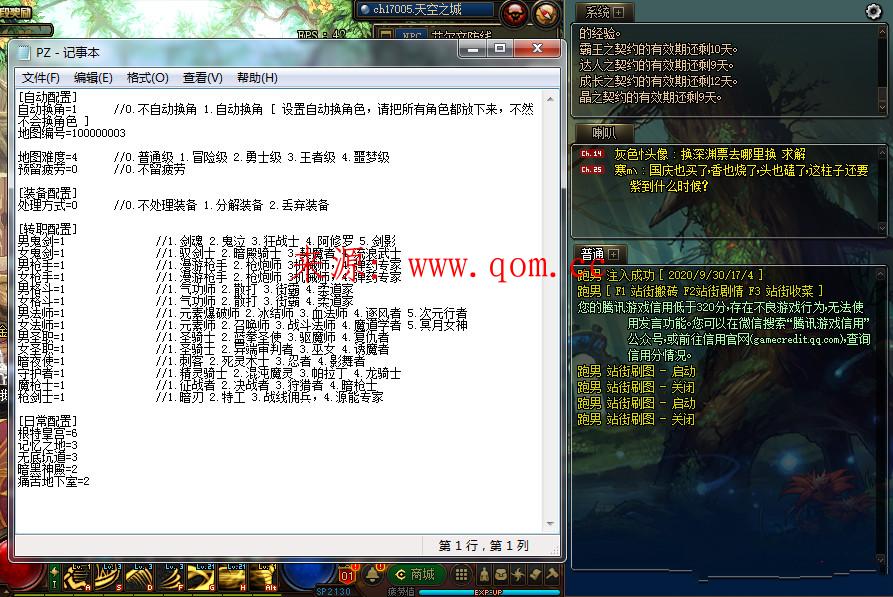 ch17005.天空之城
PZ - 记事本
文件(F) 编辑(E) 格式(O) 查看(V) 帮助(H)
[自动配置]
自动换角=1 //0.不自动换角 1.自动换角 [ 设置自动换角色，请把所有角色都放下来，不然
不会换角色 ]
地图编号=100000003
地图难度=4 //0.普通级 1.冒险级 2.勇士级 3.王者级 4.噩梦级
预留疲劳=0 //0.不留疲劳
[装备配置]
处理方式=0 //0.不处理装备 1.分解装备 2.丢弃装备
[转职配置]
男鬼剑=1 //1.剑魂 2.鬼泣 3.狂战士 4.阿修罗 5.剑影
女鬼剑=1 //1.驭剑士 2.暗殿骑士 3.契魔者 4.流浪武士
男枪手=1 //1.漫游枪手 2.枪炮师 3.机械师，4.弹药专家
女枪手=1 //1.漫游枪手 2.枪炮师 3.机械师，4.弹药专家
男格斗=1 //1.气功师 2.散打 3.街霸 4.柔道家
女格斗=1 //1.气功师 2.散打 3.街霸 4.柔道家
男法师=1 //1.元素爆破师 2.冰结师 3.血法师 4.逐风者 5.次元行者
女法师=1 //1.元素师 2.召唤师 3.战斗法师 4.魔道学者 5.冥月女神
男圣职=1 //1.圣骑士 2.蓝拳圣使 3.驱魔师 4.复仇者
女圣职=1 //1.圣骑士 2.异端审判者 3.巫女 4.诱魔者
暗夜使=1 //1.刺客 2.死灵术士 3.忍者 4.影舞者
守护者=1 //1.精灵骑士 2.混沌魔灵 3.帕拉丁 4.龙骑士
魔枪士=1 //1.征战者 2.决战者 3.狩猎者 4.暗枪士
枪剑士=1 //1.暗刃 2.特工 3.战线佣兵，4.源能专家
[日常配置]
根特皇宫=6
记忆之地=3
无底坑道=3
暗黑神殿=2
痛苦地下室=2
第 1 行，第 1 列
来源：www.qom.cc
系统
的经验。
霸王之契约的有效期还剩10天。
达人之契约的有效期还剩9天。
成长之契约的有效期还剩12天。
晶之契约的有效期还剩9天。
喇叭
Ch.14 灰色忄头像：换深渊票去哪里换 求解
Ch.25 寒m\：国庆也买了,香也烧了,头也磕了,这柱子还要
紫到什么时候？
普通
跑男 注入成功 [ 2020/9/30/17/4 ]
跑男 [ F1 站街搬砖 F2站街剧情 F3 站街收菜 ]
您的腾讯游戏信用低于320分,存在不良游戏行为,无法使
用发言功能。您可以在微信搜索“腾讯游戏信用”
公众号,或前往信用官网(gamecredit.qq.com),查询
信用分情况。
跑男 站街刷图 - 启动
跑男 站街刷图 - 关闭
跑男 站街刷图 - 启动
跑男 站街刷图 - 关闭
商城
SP2130
疲劳值
EXP-UP